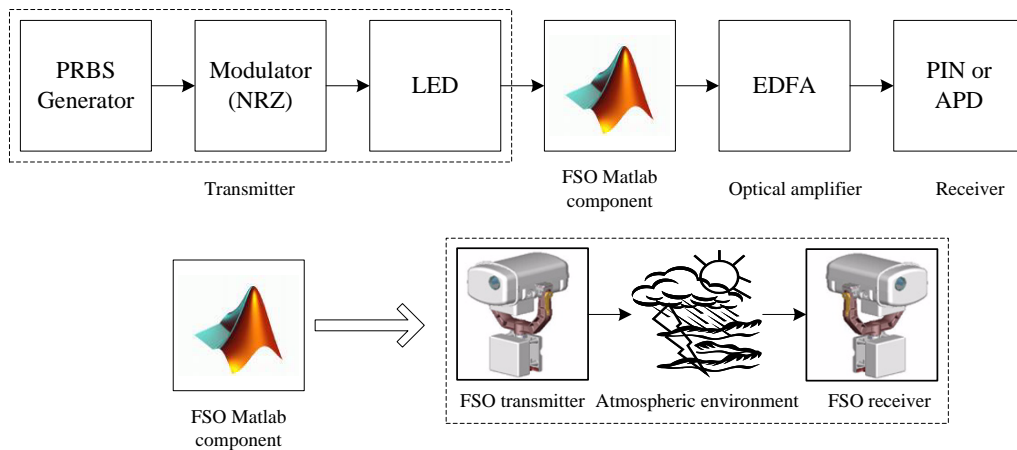 PRBS
Generator
Modulator
(NRZ)
LED
EDFA
PIN or
APD
Transmitter
FSO Matlab
component
Optical amplifier
Receiver
FSO Matlab
component
FSO transmitter
Atmospheric environment
FSO receiver